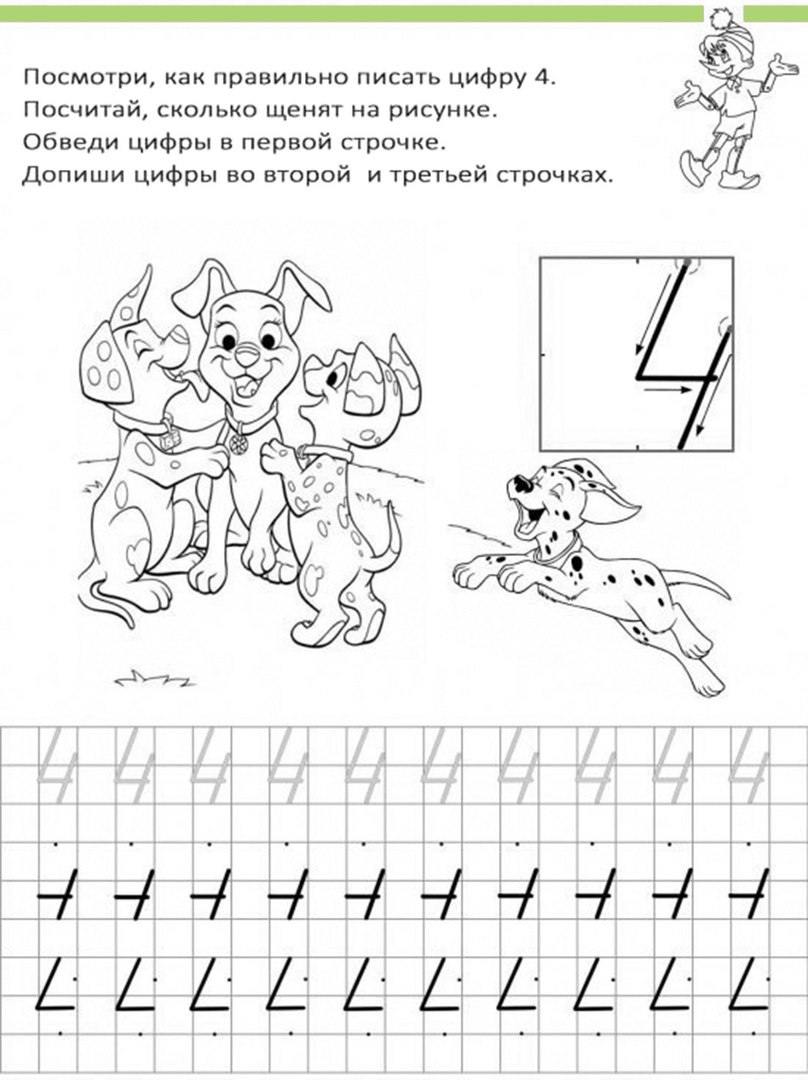 Посмотри, как правильно писать цифру 4.
Посчитай, сколько щенят на рисунке.
Обведи цифры в первой строчке.
Допиши цифры во второй и третьей строчках.
4
4 4 4 4 4 4 4 4 4 4